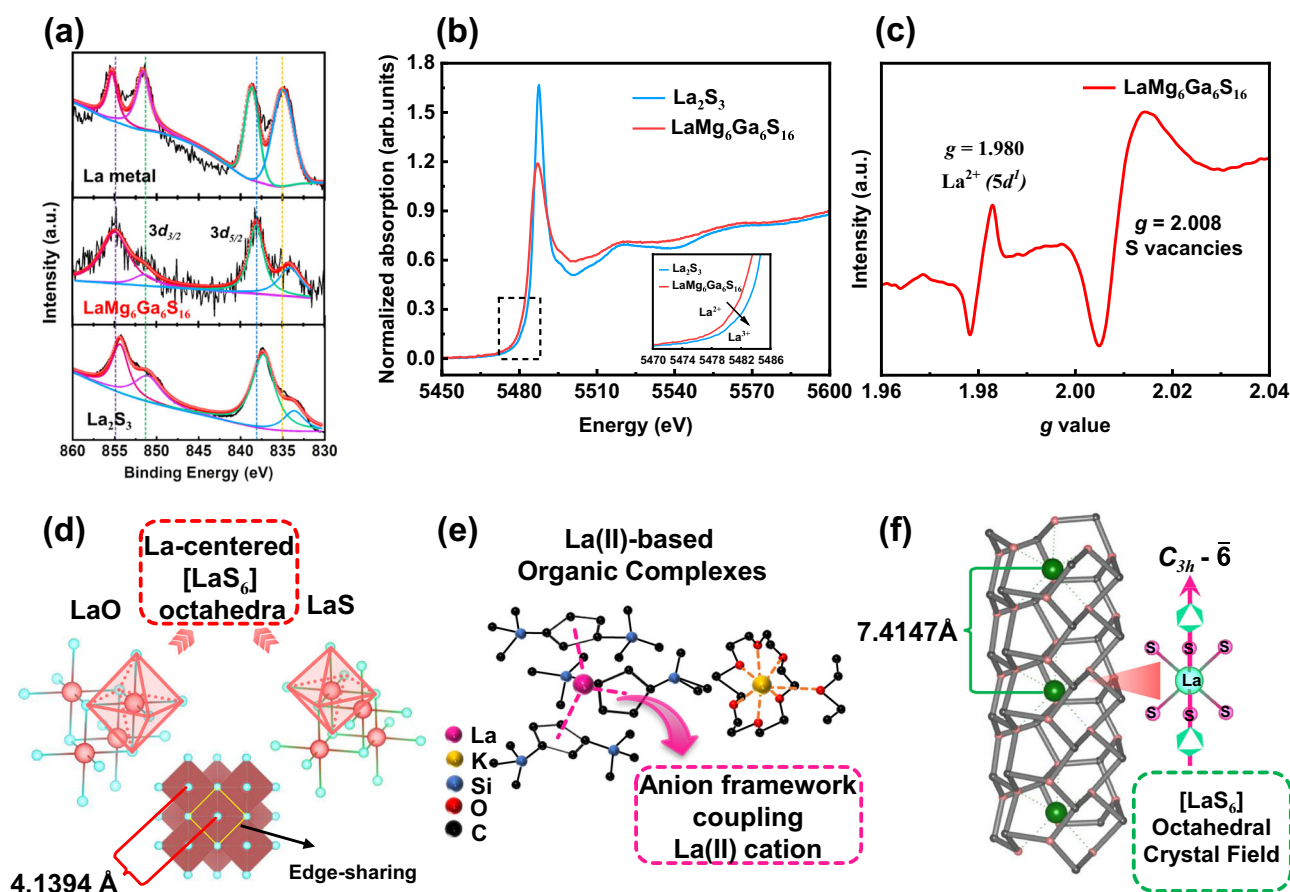 (a)
La metal
3d3/2
3d5/2
LaMg6Ga6S16
La2S3
Intensity (a.u.)
860 855 850 845 840 835 830
Binding Energy (eV)
(b)
1.8
1.5
1.2
0.9
0.6
0.3
0.0
Normalized absorption (arb.units)
La2S3
LaMg6Ga6S16
La2S3
LaMg6Ga6S16
La2+
La3+
5470 5474 5478 5482 5486
5450 5480 5510 5540 5570 5600
Energy (eV)
(c)
LaMg6Ga6S16
g = 1.980
La2+ (5d1)
g = 2.008
S vacancies
Intensity (a.u.)
1.96 1.98 2.00 2.02 2.04
g value
(d)
La-centered
[LaS6]
octahedra
LaO
LaS
4.1394 Å
Edge-sharing
(e)
La(II)-based
Organic Complexes
La
K
Si
O
C
Anion framework
coupling
La(II) cation
(f)
C3h - 6̅
7.4147Å
S S S
La
S S S
[LaS6]
Octahedral
Crystal Field